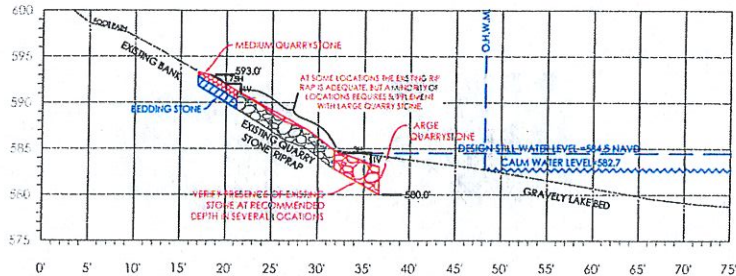 600
595
590
585
580
575
EXISTING BANK
MEDIUM QUARRYSTONE
593.0'
AT SOME LOCATIONS THE EXISTING RIP
RAP IS ADEQUATE, BUT A MINORITY OF
LOCATIONS REQUIRES SUPPLEMENT
WITH LARGE QUARRY STONE.
BEDDING STONE
EXISTING QUARRY
STONE RIPRAP
LARGE
QUARRYSTONE
O.H.W.M.
DESIGN STILL WATER LEVEL =584.5 NAVD
CALM WATER LEVEL=582.7
580.0'
GRAVELLY LAKE BED
VERIFY PRESENCE OF EXISTING
STONE AT RECOMMENDED
DEPTH IN SEVERAL LOCATIONS
0' 5' 10' 15' 20' 25' 30' 35' 40' 45' 50' 55' 60' 65' 70' 75'